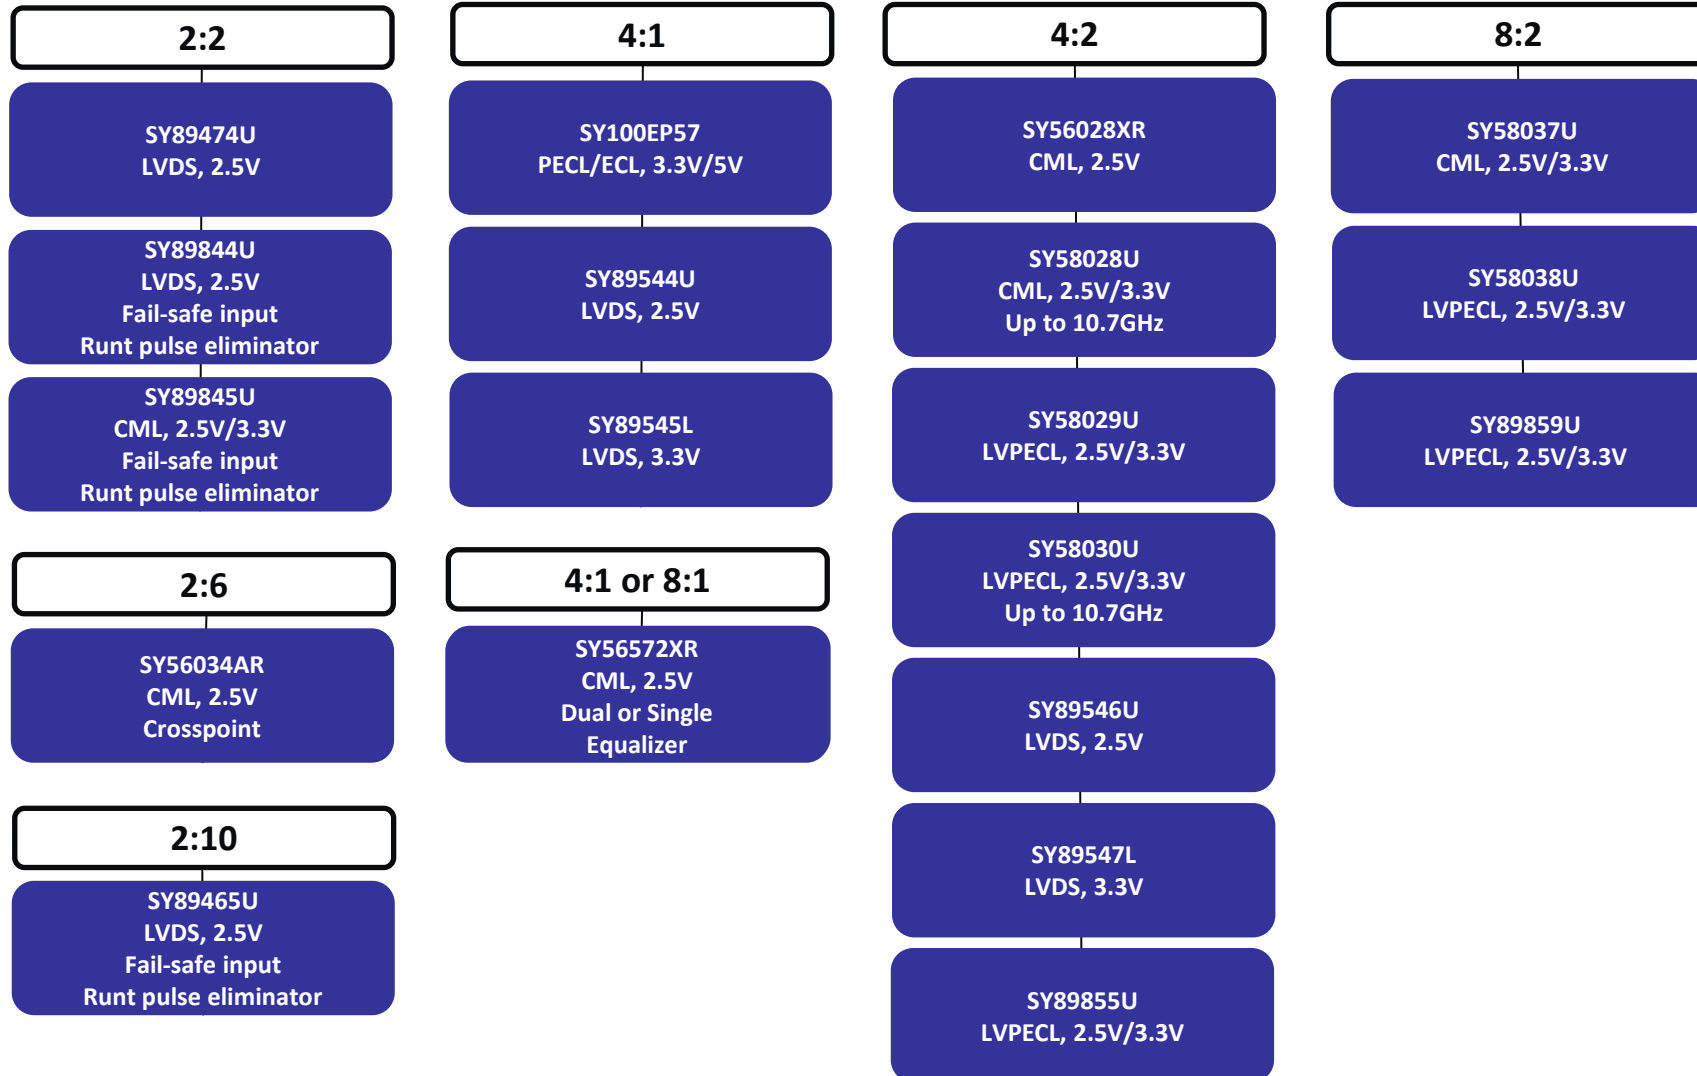 2:2
SY89474U
LVDS, 2.5V
SY89844U
LVDS, 2.5V
Fail-safe input
Runt pulse eliminator
SY89845U
CML, 2.5V/3.3V
Fail-safe input
Runt pulse eliminator
2:6
SY56034AR
CML, 2.5V
Crosspoint
2:10
SY89465U
LVDS, 2.5V
Fail-safe input
Runt pulse eliminator
4:1
SY100EP57
PECL/ECL, 3.3V/5V
SY89544U
LVDS, 2.5V
SY89545L
LVDS, 3.3V
4:1 or 8:1
SY56572XR
CML, 2.5V
Dual or Single
Equalizer
4:2
SY56028XR
CML, 2.5V
SY58028U
CML, 2.5V/3.3V
Up to 10.7GHz
SY58029U
LVPECL, 2.5V/3.3V
SY58030U
LVPECL, 2.5V/3.3V
Up to 10.7GHz
SY89546U
LVDS, 2.5V
SY89547L
LVDS, 3.3V
SY89855U
LVPECL, 2.5V/3.3V
8:2
SY58037U
CML, 2.5V/3.3V
SY58038U
LVPECL, 2.5V/3.3V
SY89859U
LVPECL, 2.5V/3.3V